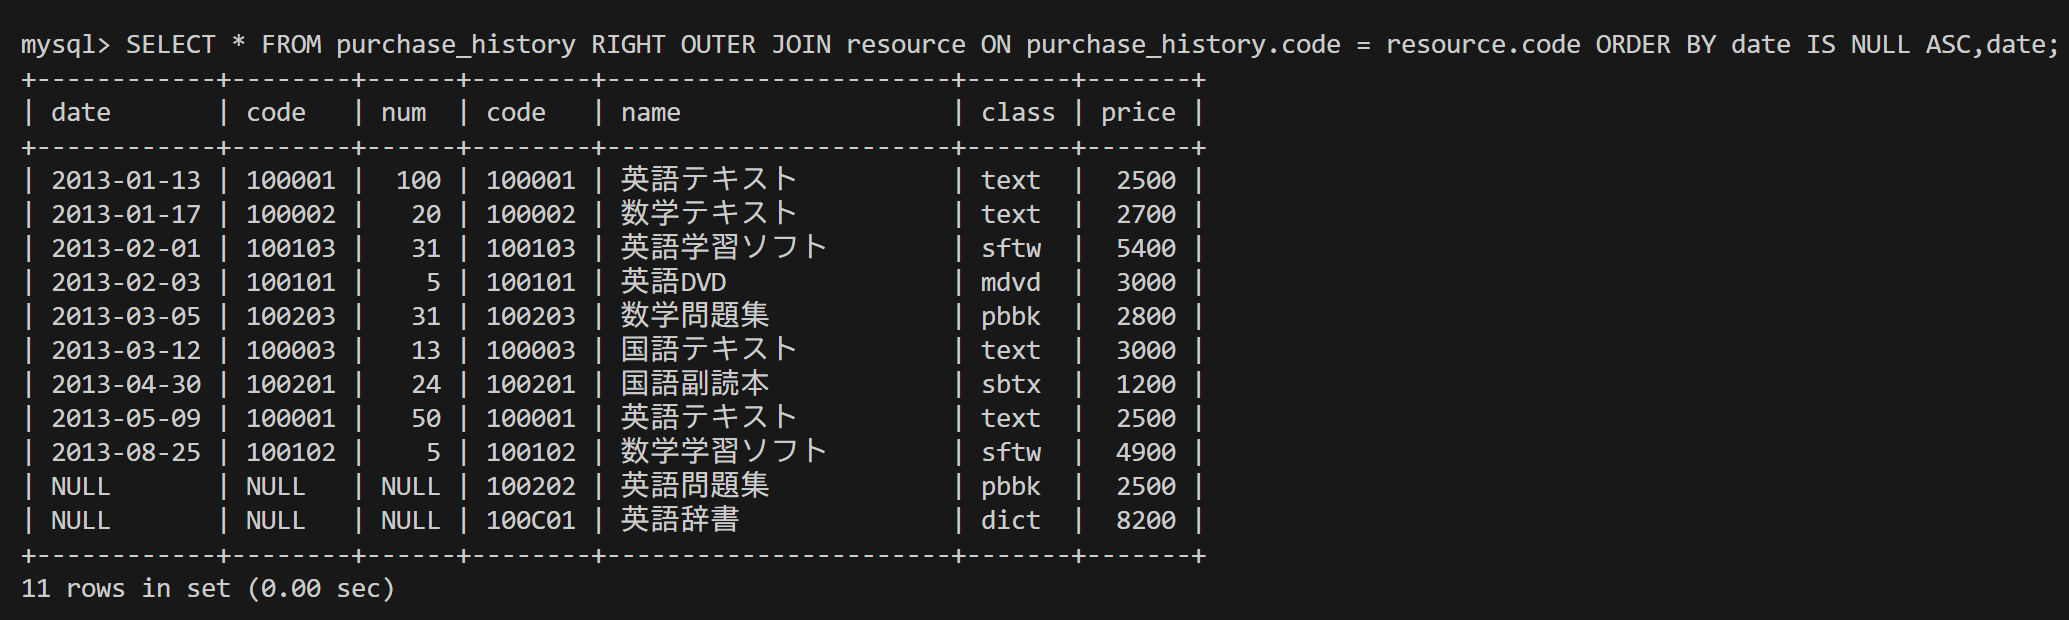 mysql> SELECT * FROM purchase_history RIGHT OUTER JOIN resource ON purchase_history.code = resource.code ORDER BY date IS NULL ASC,date;
+------------+--------+------+--------+-----------------------+-------+-------+
| date       | code   | num  | code   | name                  | class | price |
+------------+--------+------+--------+-----------------------+-------+-------+
| 2013-01-13 | 100001 |  100 | 100001 | 英語テキスト          | text  |  2500 |
| 2013-01-17 | 100002 |   20 | 100002 | 数学テキスト          | text  |  2700 |
| 2013-02-01 | 100103 |   31 | 100103 | 英語学習ソフト        | sftw  |  5400 |
| 2013-02-03 | 100101 |    5 | 100101 | 英語DVD               | mdvd  |  3000 |
| 2013-03-05 | 100203 |   31 | 100203 | 数学問題集            | pbbk  |  2800 |
| 2013-03-12 | 100003 |   13 | 100003 | 国語テキスト          | text  |  3000 |
| 2013-04-30 | 100201 |   24 | 100201 | 国語副読本            | sbtx  |  1200 |
| 2013-05-09 | 100001 |   50 | 100001 | 英語テキスト          | text  |  2500 |
| 2013-08-25 | 100102 |    5 | 100102 | 数学学習ソフト        | sftw  |  4900 |
| NULL       | NULL   | NULL | 100202 | 英語問題集            | pbbk  |  2500 |
| NULL       | NULL   | NULL | 100C01 | 英語辞書              | dict  |  8200 |
+------------+--------+------+--------+-----------------------+-------+-------+
11 rows in set (0.00 sec)